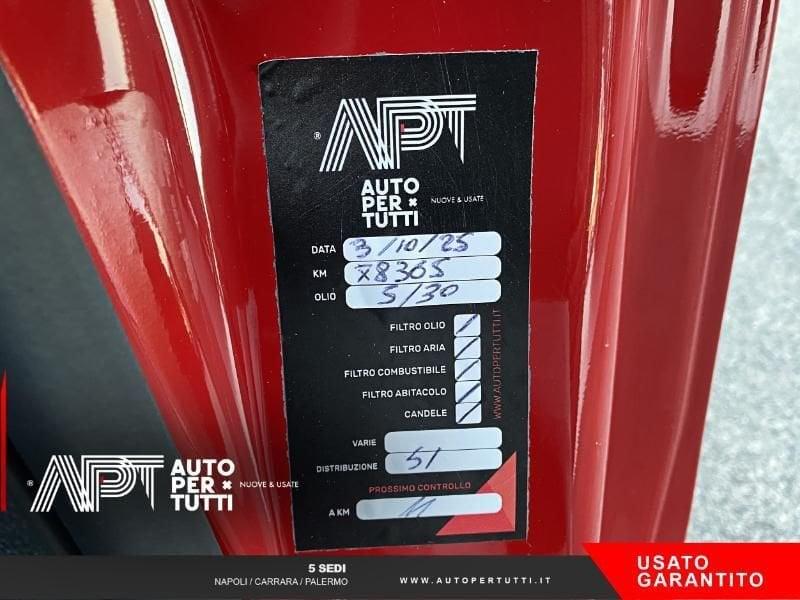 ® APT
AUTO
PER
TUTTI
NUOVE & USATE
DATA 3/10/25
KM 78365
OLIO 5/30
FILTRO OLIO /
FILTRO ARIA /
FILTRO COMBUSTIBILE /
FILTRO ABITACOLO /
CANDELE /
WWW.AUTOPERTUTTI.IT
VARIE
DISTRIBUZIONE SI
PROSSIMO CONTROLLO
A KM
® APT AUTO
PER
TUTTI
NUOVE & USATE
5 SEDI
NAPOLI / CARRARA / PALERMO
WWW.AUTOPERTUTTI.IT
USATO
GARANTITO